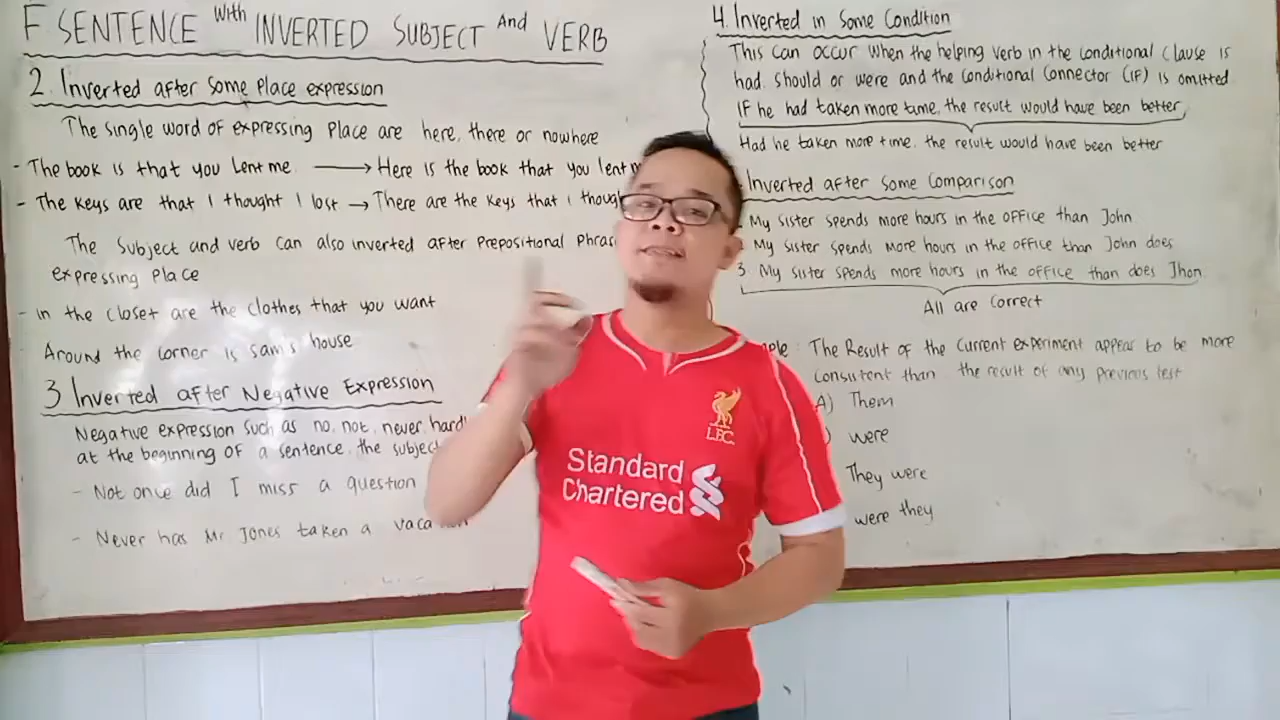 F SENTENCE With INVERTED SUBJECT And VERB
2. Inverted after Some Place expression
The single word of expressing Place are here, there or nowhere
- The book is that you Lent me → Here is the book that you lent
- The keys are that I thought I lost → There are the keys that I
The Subject and verb can also inverted after Prepositional
expressing Place
- in the closet are the clothes that you want
Around the corner is sam's house
3 Inverted after Negative Expression
Negative expression such as no, not, never,
at the beginning of a sentence, the
- Not once did I miss a question
- Never has Mr Jones taken a
4. Inverted in Some Condition
This can occur when the helping verb in the conditional clause is
had, should or were and the conditional connector (IF) is omitted
IF he had taken more tame, the result would have been better
Had he taken more time, the result would have been better
Inverted after Some Comparison
My sister spends more hours in the office than John
My sister spends more hours in the office than John does
3 My sister spends more hours in the office than does Jhon
All are Correct
The Result of the Current experiment appear to be more
consistent than the result of any previous test
A) Them
were
They were
were they
Standard
Chartered
L.F.C.